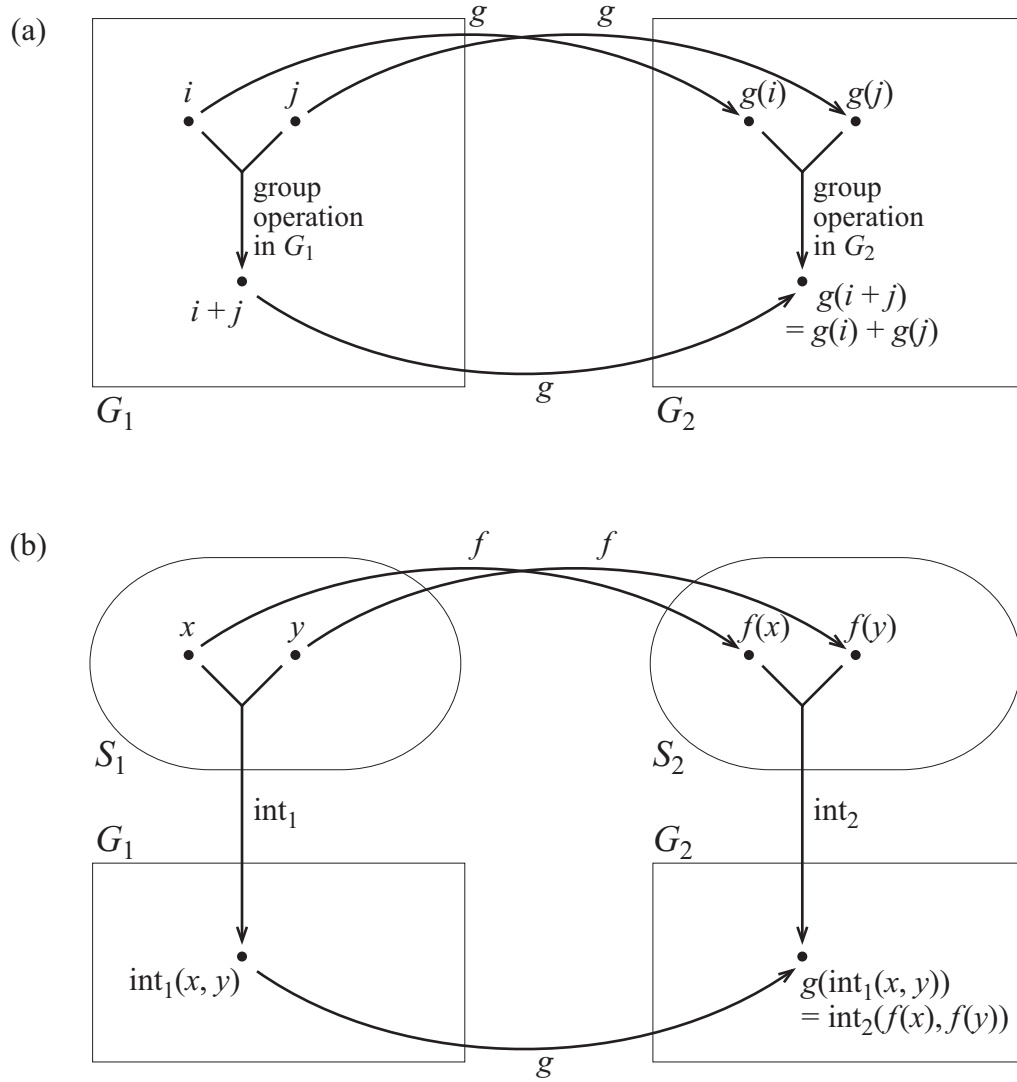 (a)
g g
i j g(i) g(j)
group
operation
in G₁
group
operation
in G₂
i + j
g(i + j)
= g(i) + g(j)
g
G₁ G₂
(b)
f f
x y f(x) f(y)
S₁ S₂
int₁ int₂
G₁ G₂
int₁(x, y)
g(int₁(x, y))
= int₂(f(x), f(y))
g